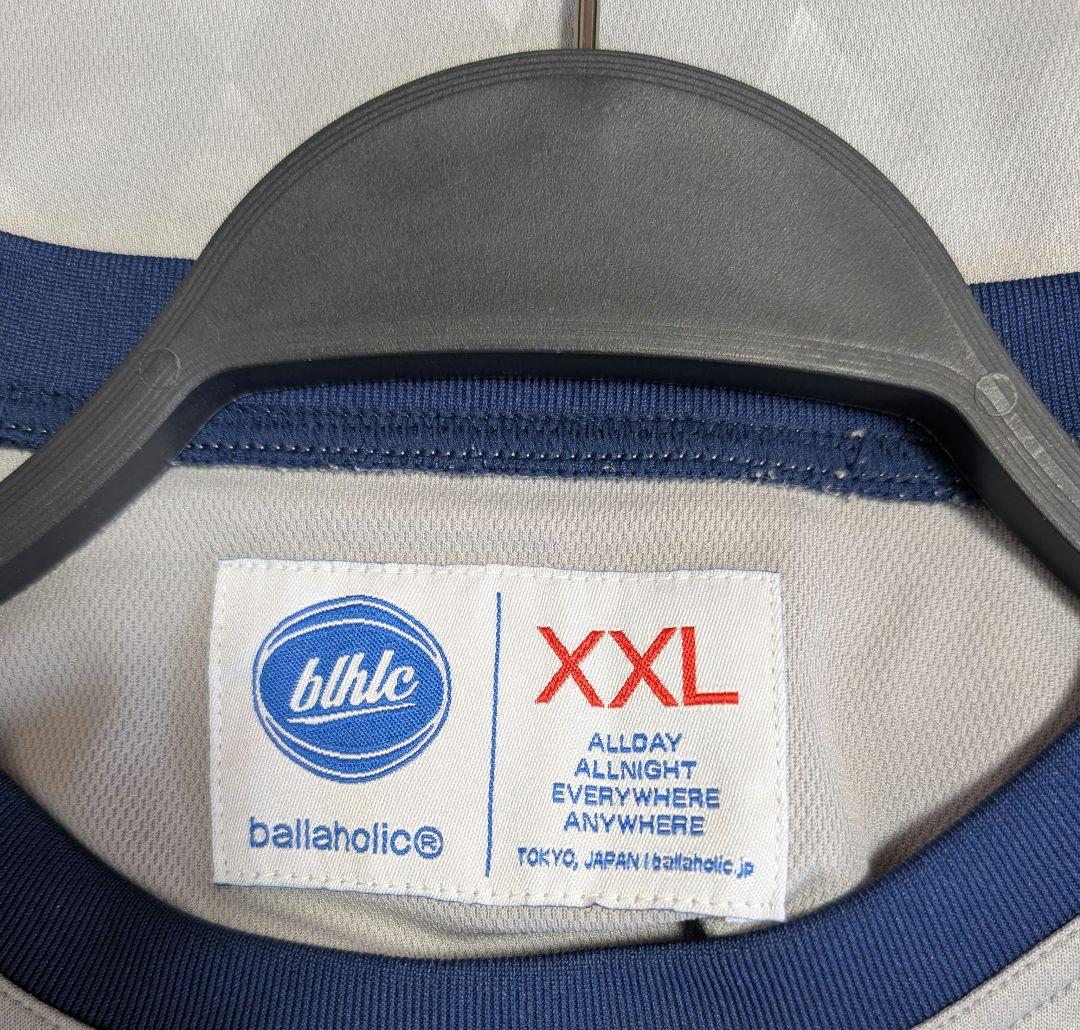 blhlc
ballaholic®
XXL
ALLDAY
ALLNIGHT
EVERYWHERE
ANYWHERE
TOKYO, JAPAN / ballaholic.jp